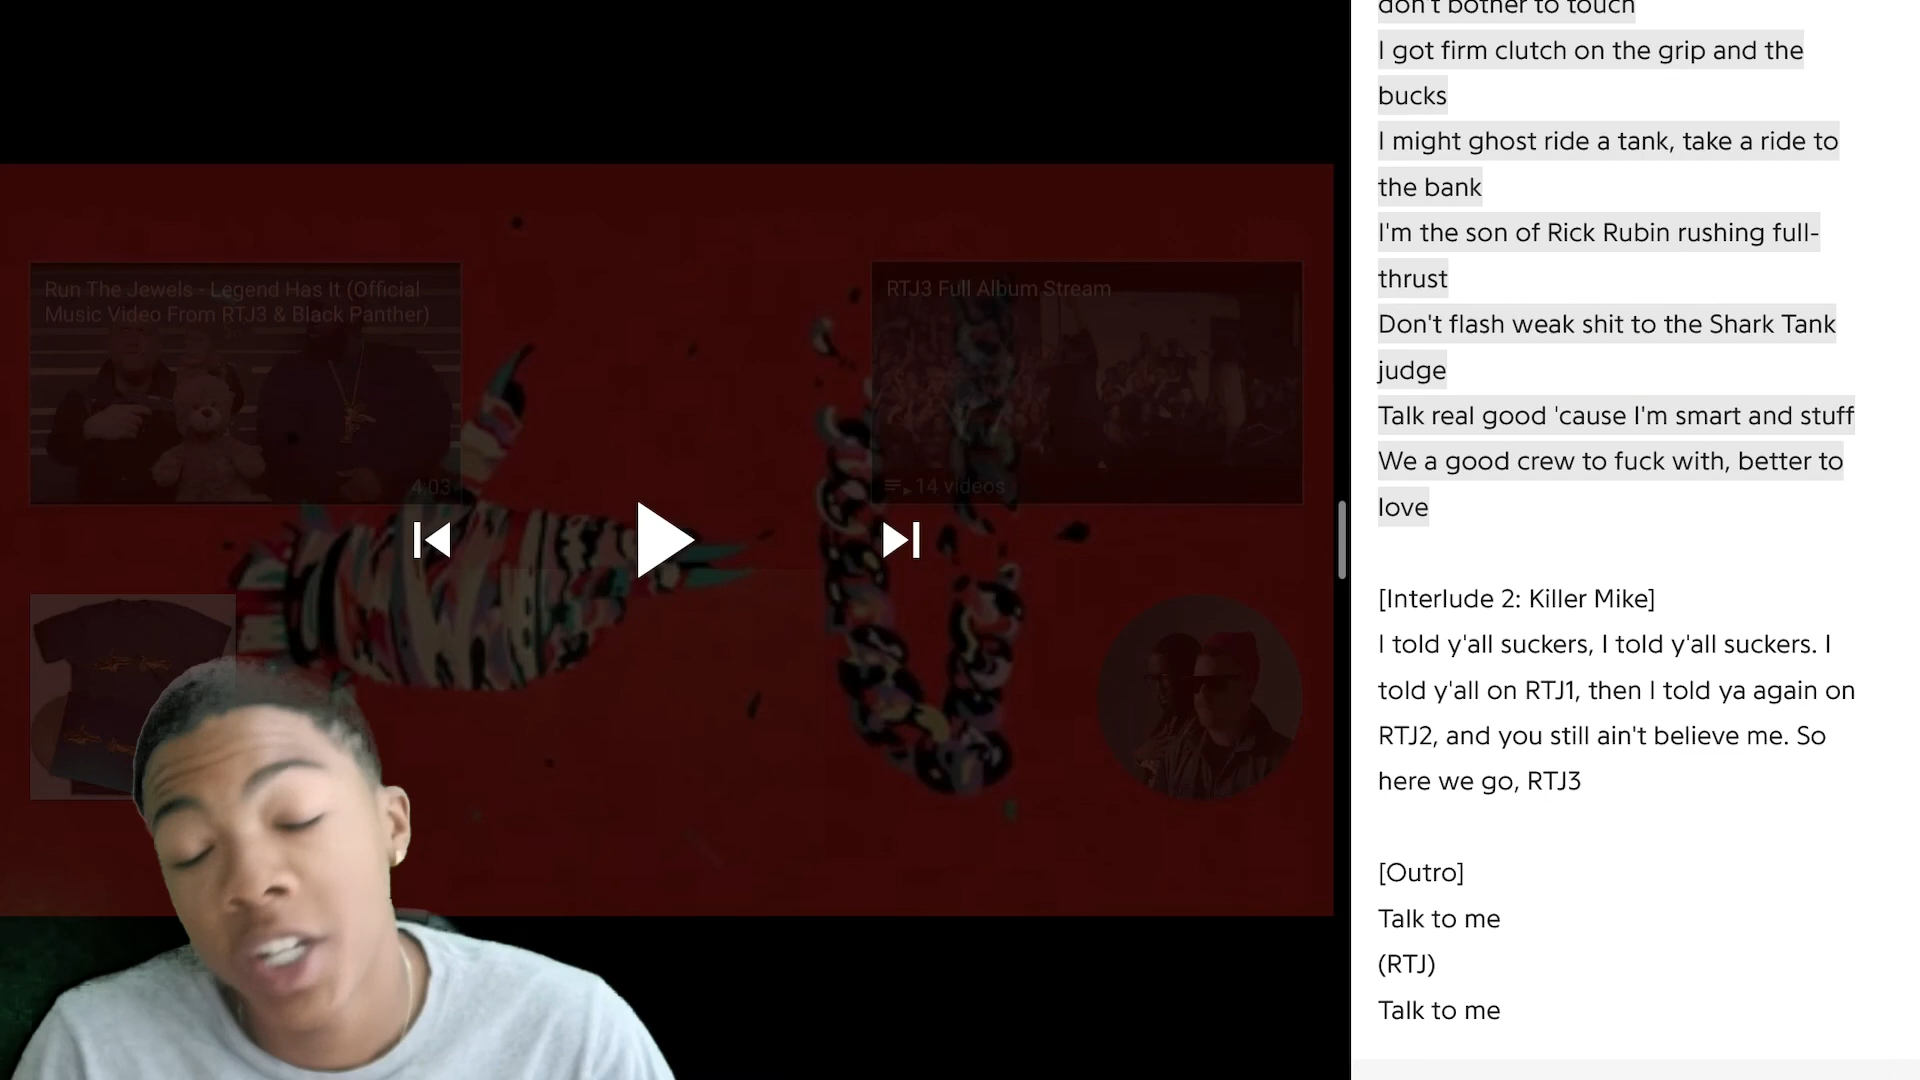 Run The Jewels - Legend Has It (Official
Music Video From RTJ3 & Black Panther)
4:03
RTJ3 Full Album Stream
14 videos
don't bother to touch
I got firm clutch on the grip and the
bucks
I might ghost ride a tank, take a ride to
the bank
I'm the son of Rick Rubin rushing full-
thrust
Don't flash weak shit to the Shark Tank
judge
Talk real good 'cause I'm smart and stuff
We a good crew to fuck with, better to
love
[Interlude 2: Killer Mike]
I told y'all suckers, I told y'all suckers. I
told y'all on RTJ1, then I told ya again on
RTJ2, and you still ain't believe me. So
here we go, RTJ3
[Outro]
Talk to me
(RTJ)
Talk to me